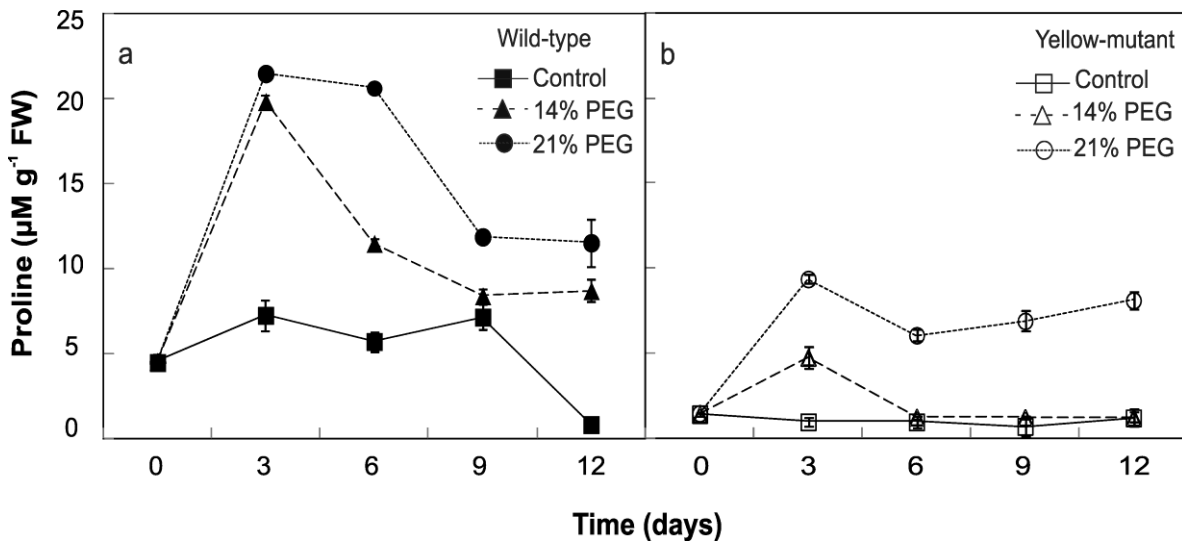 Proline (µM g⁻¹ FW)
25
20
15
10
5
0
a
Wild-type
Control
14% PEG
21% PEG
0 3 6 9 12
b
Yellow-mutant
Control
14% PEG
21% PEG
0 3 6 9 12
Time (days)